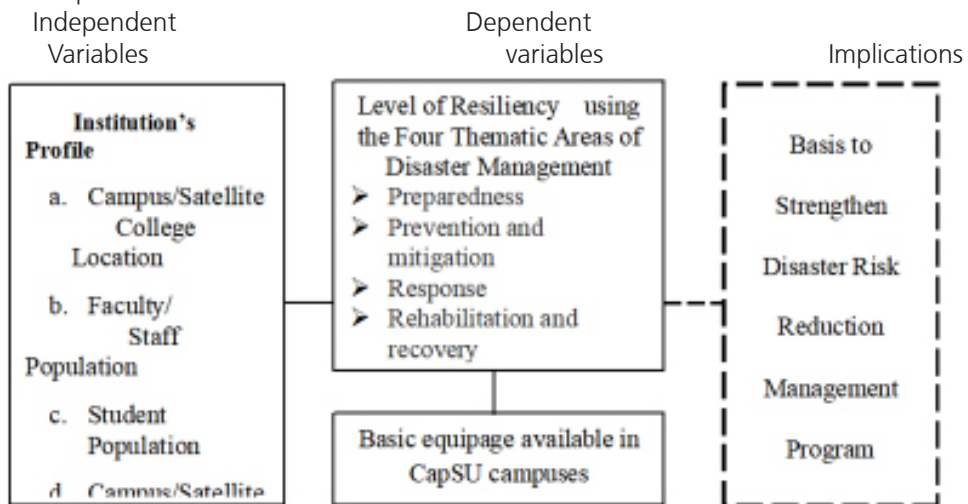 Independent
Variables
Dependent
variables
Implications
Institution's
Profile
a. Campus/Satellite
College
Location
b. Faculty/
Staff
Population
c. Student
Population
d. Campus/Satellite
Level of Resiliency using
the Four Thematic Areas of
Disaster Management
➤ Preparedness
➤ Prevention and
mitigation
➤ Response
➤ Rehabilitation and
recovery
Basic equipage available in
CapSU campuses
Basis to
Strengthen
Disaster Risk
Reduction
Management
Program